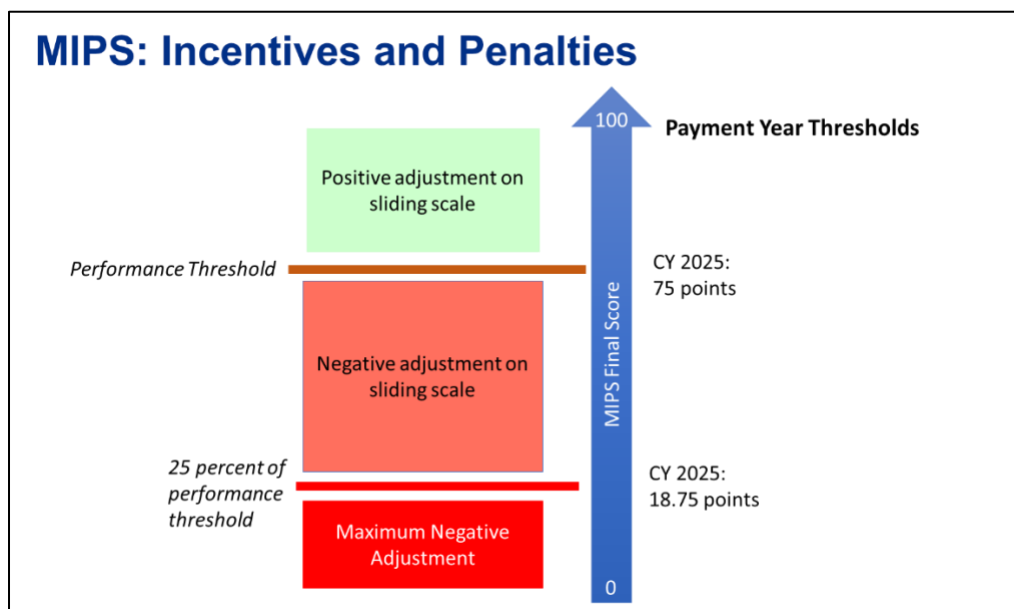 MIPS: Incentives and Penalties
100
Payment Year Thresholds
Positive adjustment on
sliding scale
Performance Threshold
CY 2025:
75 points
Negative adjustment on
sliding scale
MIPS Final Score
25 percent of
performance
threshold
CY 2025:
18.75 points
Maximum Negative
Adjustment
0